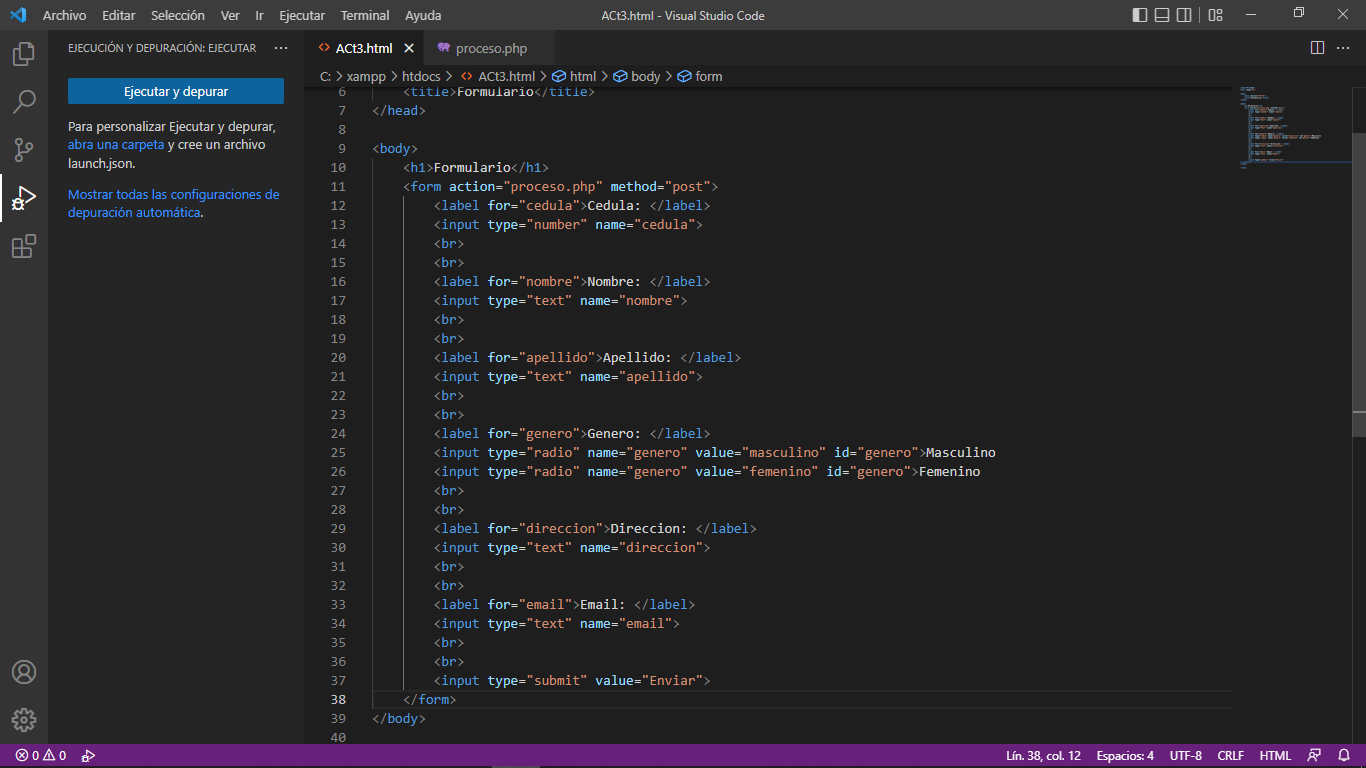 Archivo Editar Selección Ver Ir Ejecutar Terminal Ayuda ACt3.html - Visual Studio Code
EJECUCIÓN Y DEPURACIÓN: EJECUTAR ···
Ejecutar y depurar
Para personalizar Ejecutar y depurar,
abra una carpeta y cree un archivo
launch.json.
Mostrar todas las configuraciones de
depuración automática.
<> ACt3.html × proceso.php ···
C: > xampp > htdocs > <> ACt3.html > html > body > form
6 <title>Formulario</title>
7 </head>
8
9 <body>
10 <h1>Formulario</h1>
11 <form action="proceso.php" method="post">
12 <label for="cedula">Cedula: </label>
13 <input type="number" name="cedula">
14 <br>
15 <br>
16 <label for="nombre">Nombre: </label>
17 <input type="text" name="nombre">
18 <br>
19 <br>
20 <label for="apellido">Apellido: </label>
21 <input type="text" name="apellido">
22 <br>
23 <br>
24 <label for="genero">Genero: </label>
25 <input type="radio" name="genero" value="masculino" id="genero">Masculino
26 <input type="radio" name="genero" value="femenino" id="genero">Femenino
27 <br>
28 <br>
29 <label for="direccion">Direccion: </label>
30 <input type="text" name="direccion">
31 <br>
32 <br>
33 <label for="email">Email: </label>
34 <input type="text" name="email">
35 <br>
36 <br>
37 <input type="submit" value="Enviar">
38 </form>
39 </body>
40
0 0 Lín. 38, col. 12 Espacios: 4 UTF-8 CRLF HTML